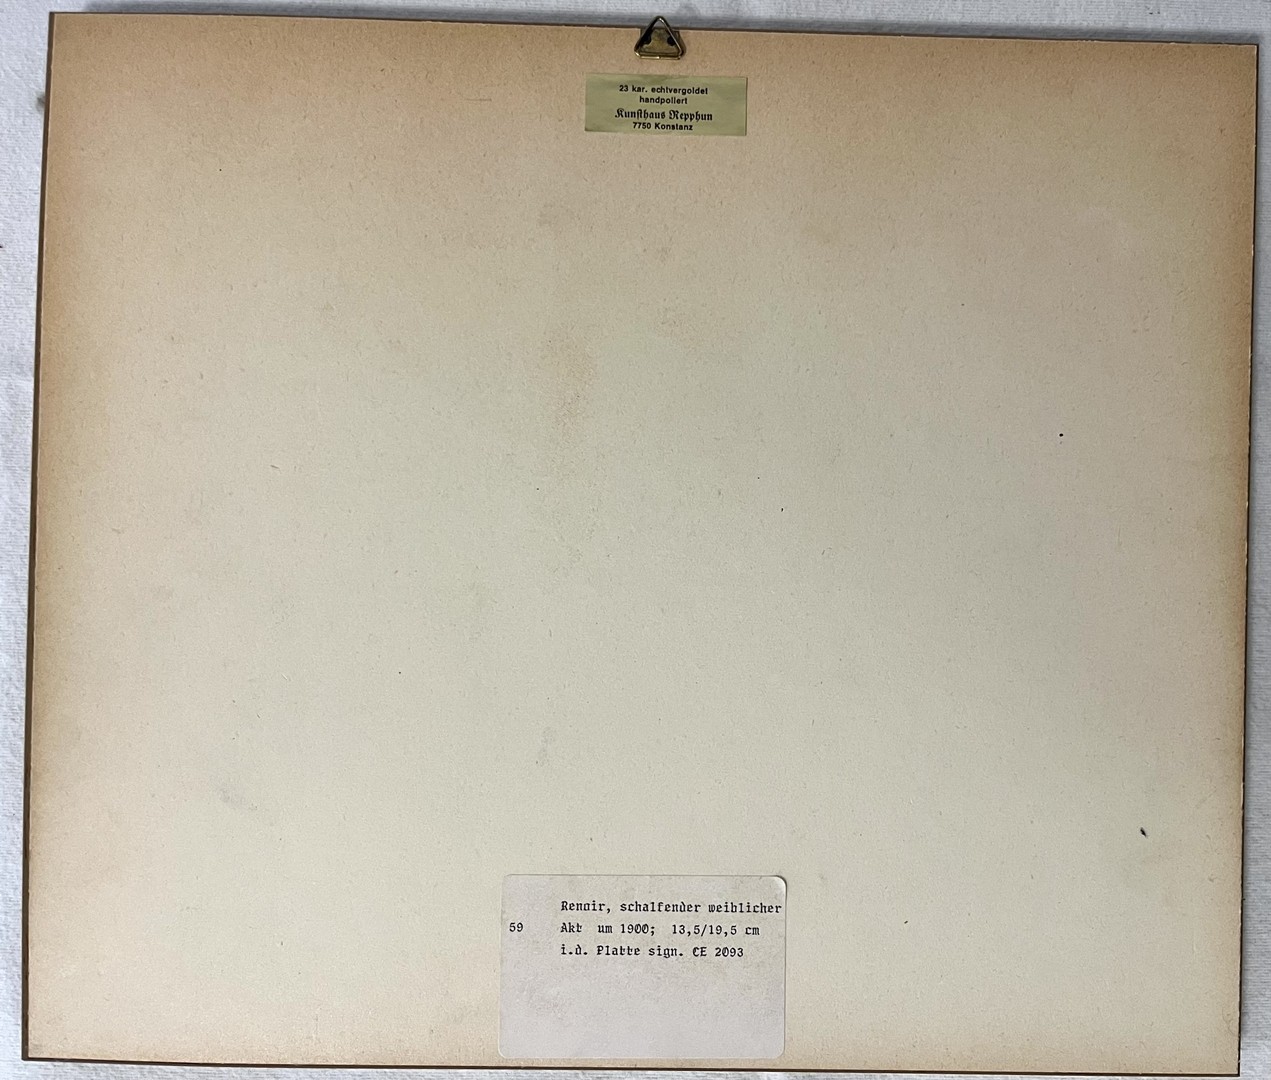 23 kar. echtvergoldet
handpoliert
Kunsthaus Repphun
7750 Konstanz
Renoir, schalfender weiblicher
59 Akt um 1900; 13,5/19,5 cm
i.d. Platte sign. CE 2093